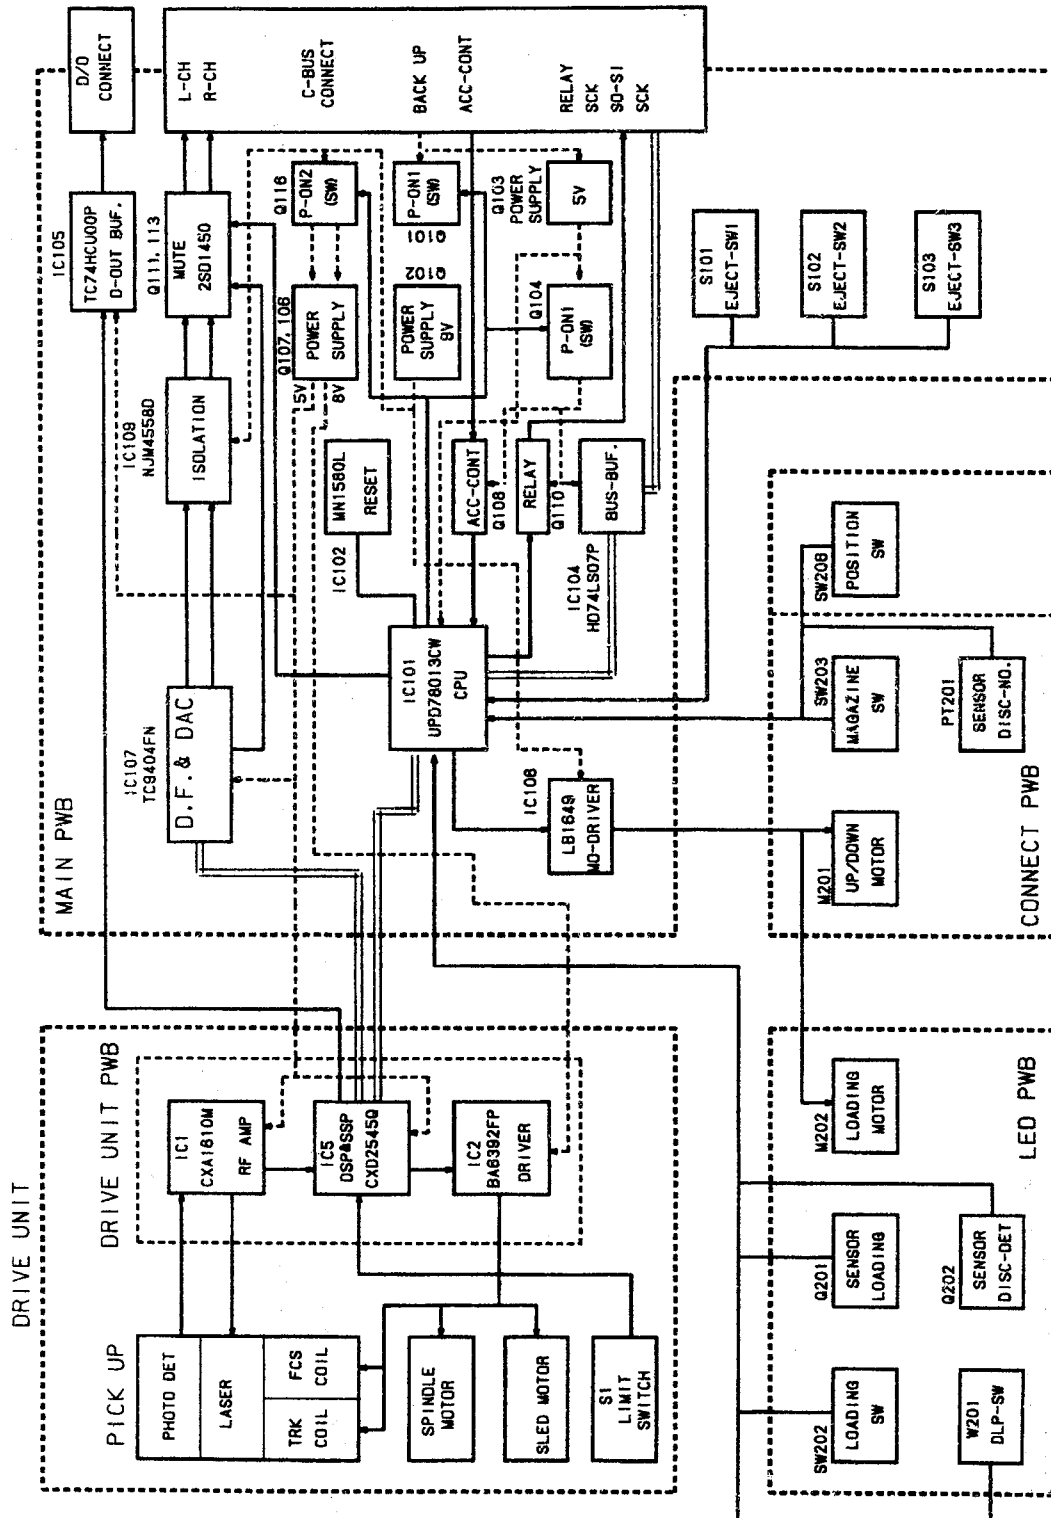 DRIVE UNIT
PICK UP
PHOTO DET
LASER
TRK
COIL
FCS
COIL
SPINDLE
MOTOR
SLED MOTOR
S1
LIMIT
SWITCH
DRIVE UNIT PWB
IC1
CXA1810M
RF AMP
IC5
DSP&SSP
CXD2545Q
IC2
BA6392FP
DRIVER
MAIN PWB
IC107
TC9404FN
D.F. & DAC
IC109
NJM4558D
ISOLATION
Q111, 113
MUTE
2SD1450
IC105
TC74HCU00P
D-OUT BUF.
D/O
CONNECT
L-CH
R-CH
C-BUS
CONNECT
BACK UP
ACC-CONT
RELAY
SCK
SO-SI
SCK
Q116
P-ON2
(SW)
Q107, 106
POWER
SUPPLY
5V
8V
P-ON1
(SW)
Q101
Q102
POWER
SUPPLY
9V
Q103
POWER
SUPPLY
5V
Q104
P-ON1
(SW)
IC102
MN1580L
RESET
ACC-CONT
Q108
RELAY
Q110
BUS-BUF.
IC104
HD74LS07P
IC101
UPD78013CW
CPU
IC106
LB1649
MO-DRIVER
S101
EJECT-SW1
S102
EJECT-SW2
S103
EJECT-SW3
SW202
LOADING
SW
W201
DLP-SW
Q201
SENSOR
LOADING
Q202
SENSOR
DISC-DET
M202
LOADING
MOTOR
LED PWB
M201
UP/DOWN
MOTOR
SW203
MAGAZINE
SW
PT201
SENSOR
DISC-NO.
SW206
POSITION
SW
CONNECT PWB